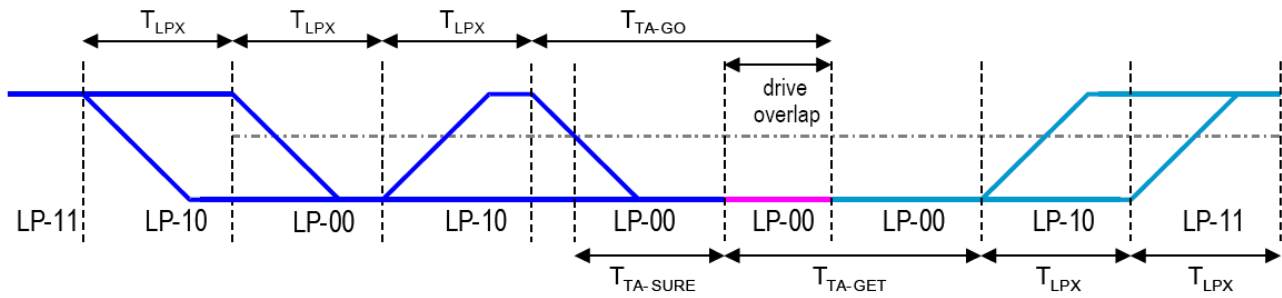 TLPX TLPX TLPX TTA-GO
drive
overlap
LP-11 LP-10 LP-00 LP-10 LP-00 LP-00 LP-00 LP-10 LP-11
TTA-SURE TTA-GET TLPX TLPX